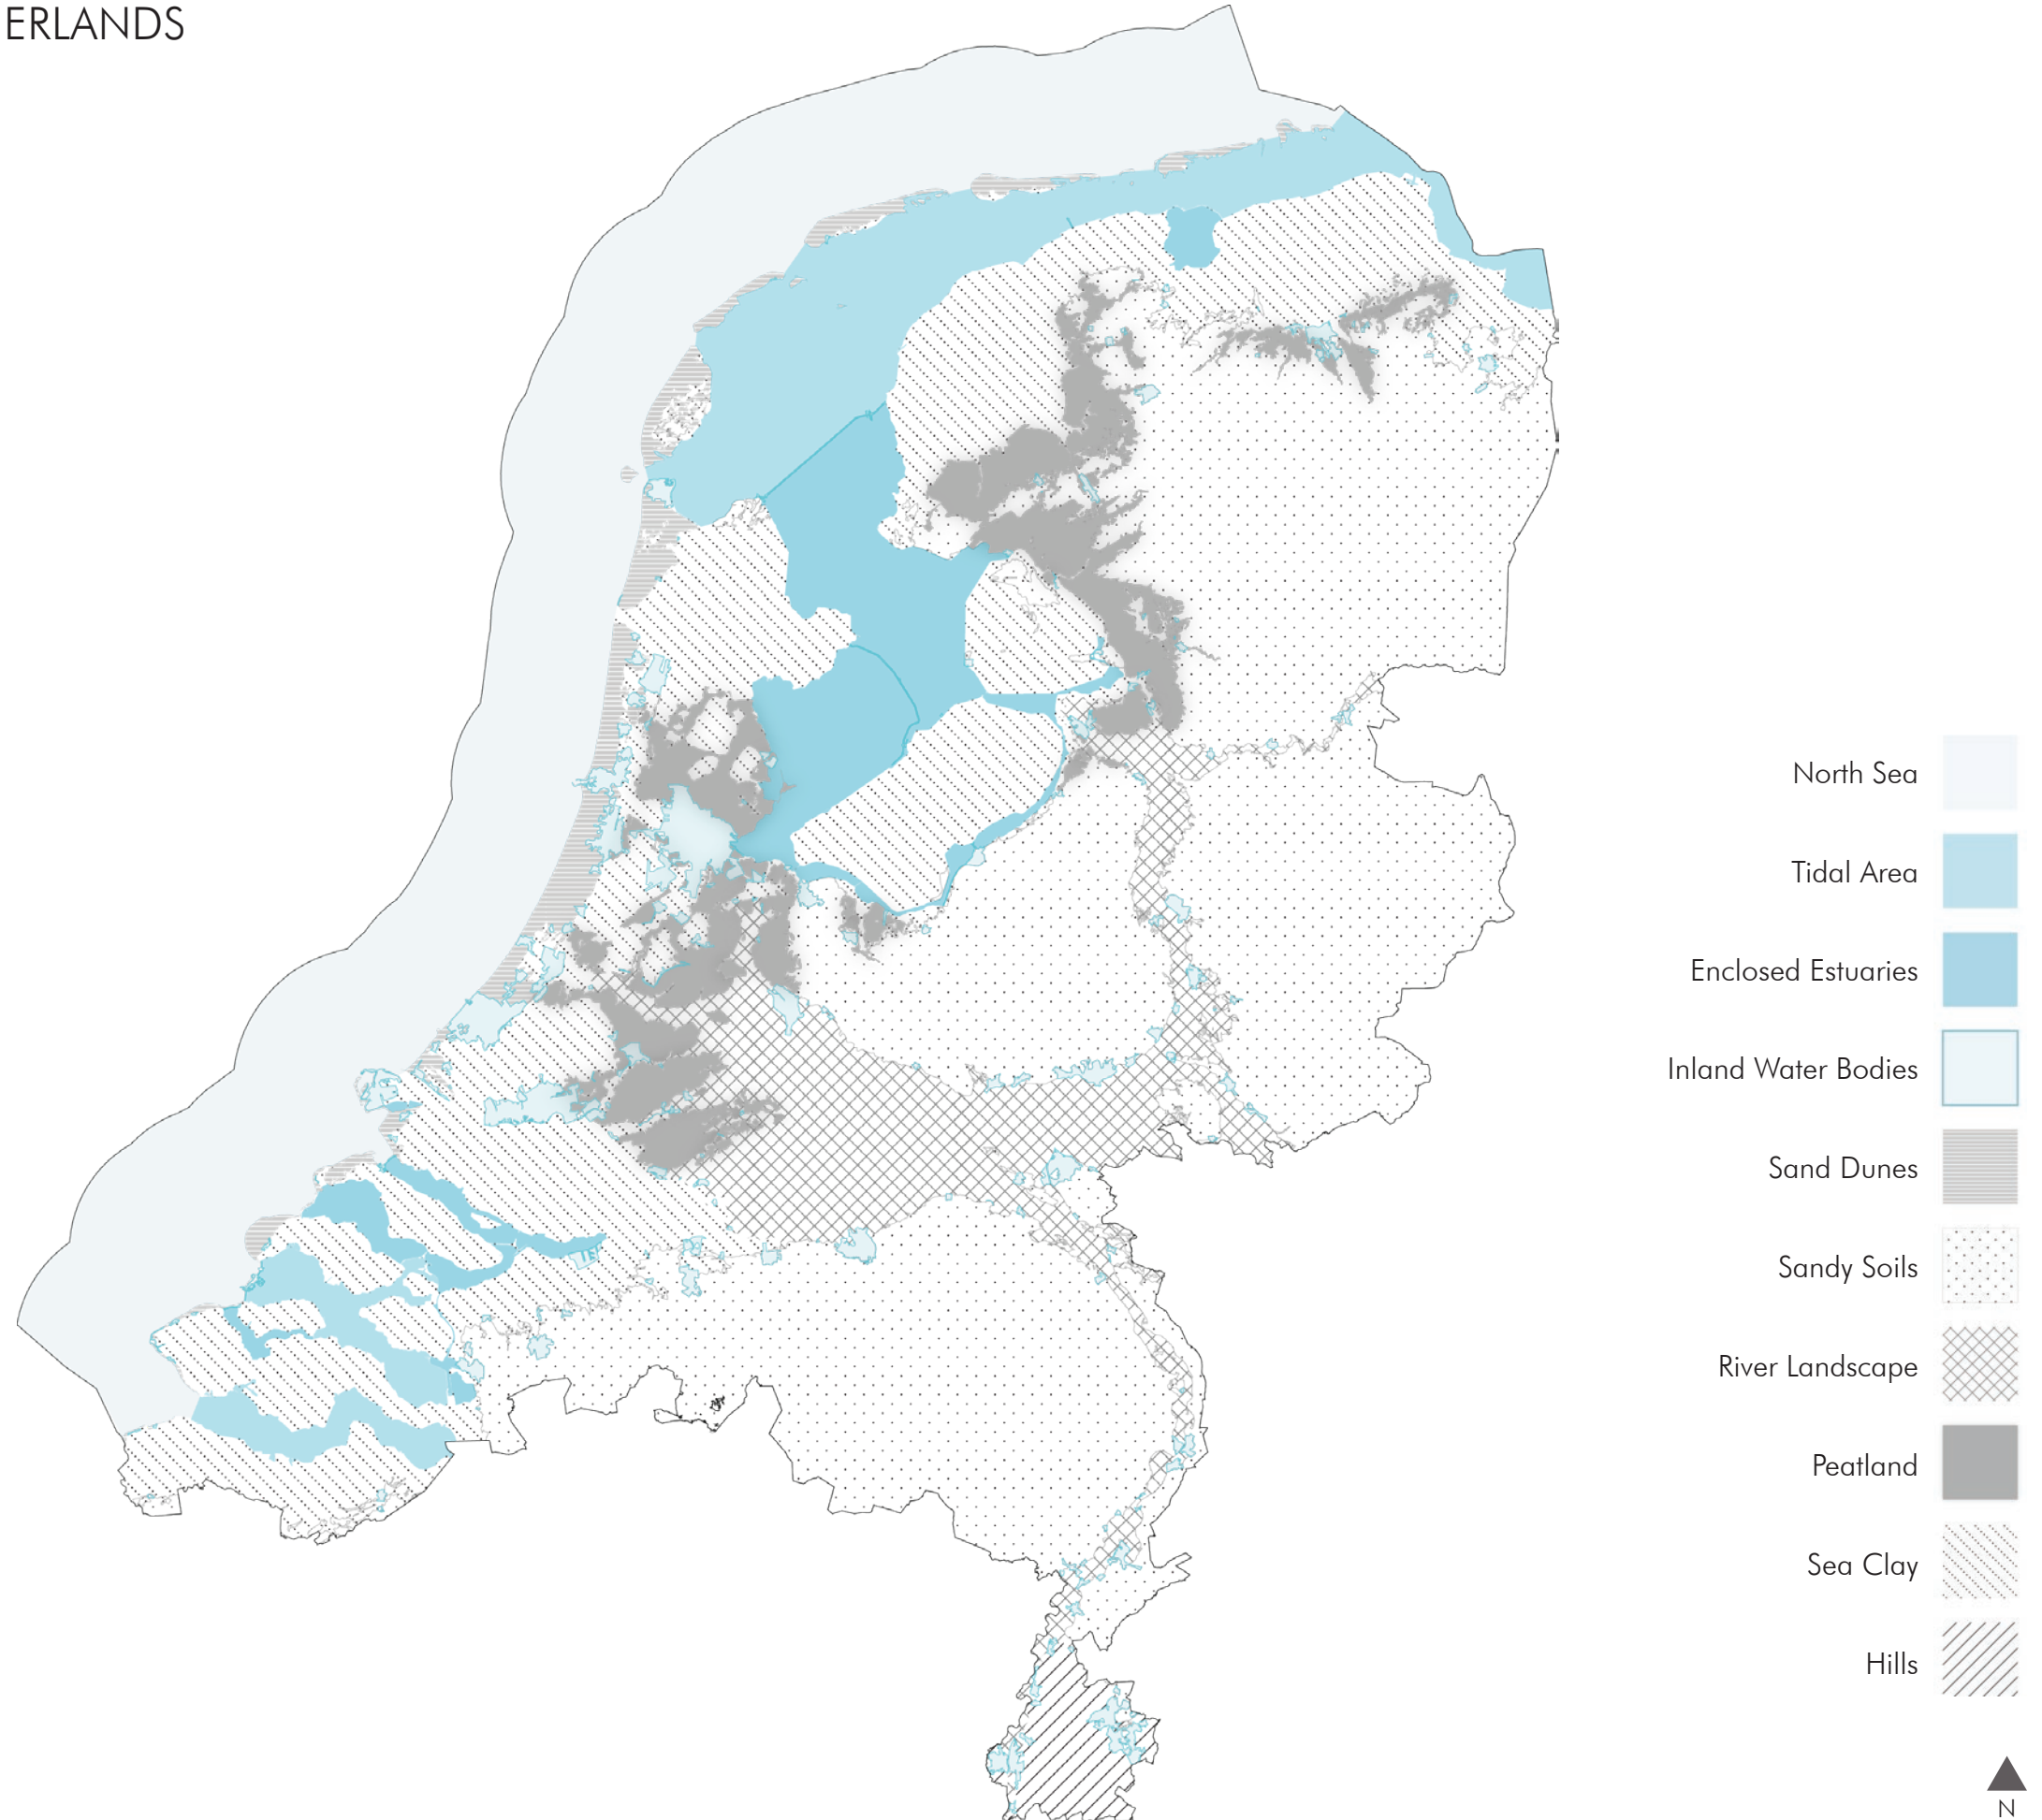 ERLANDS
North Sea
Tidal Area
Enclosed Estuaries
Inland Water Bodies
Sand Dunes
Sandy Soils
River Landscape
Peatland
Sea Clay
Hills
N